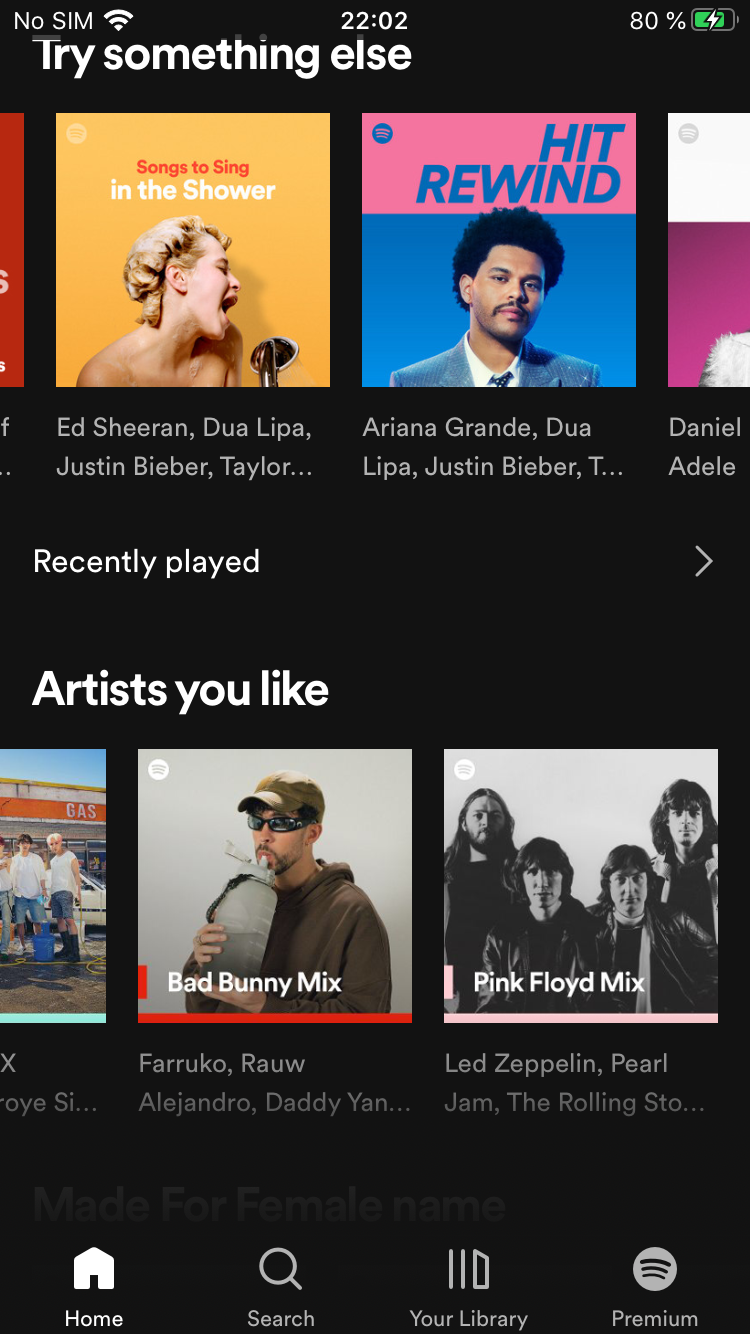 No SIM 22:02 80 %
Try something else
Songs to Sing
in the Shower
HIT
REWIND
s
s
f
Ed Sheeran, Dua Lipa,
Ariana Grande, Dua
Daniel
…
Justin Bieber, Taylor…
Lipa, Justin Bieber, T…
Adele
Recently played
Artists you like
GAS
Bad Bunny Mix
Pink Floyd Mix
X
Farruko, Rauw
Led Zeppelin, Pearl
roye Si…
Alejandro, Daddy Yan…
Jam, The Rolling Sto…
Made For Female name
Home
Search
Your Library
Premium